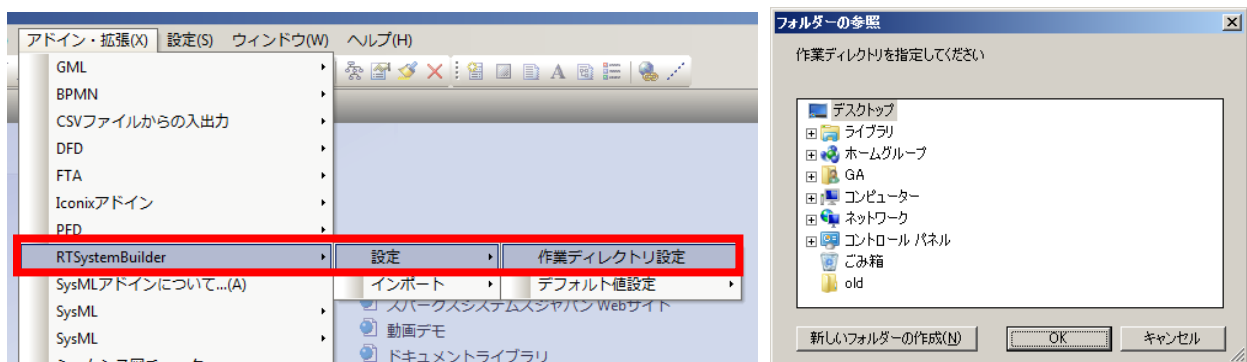 アドイン・拡張(X) 設定(S) ウィンドウ(W) ヘルプ(H)
GML
BPMN
CSVファイルからの入出力
DFD
FTA
Iconixアドイン
PFD
RTSystemBuilder
設定
作業ディレクトリ設定
SysMLアドインについて...(A)
インポート
デフォルト値設定
SysML
スパークスシステムズジャパン Webサイト
動画デモ
SysML
ドキュメントライブラリ
フォルダーの参照
作業ディレクトリを指定してください
デスクトップ
ライブラリ
ホームグループ
GA
コンピューター
ネットワーク
コントロール パネル
ごみ箱
old
新しいフォルダーの作成(N)
OK
キャンセル